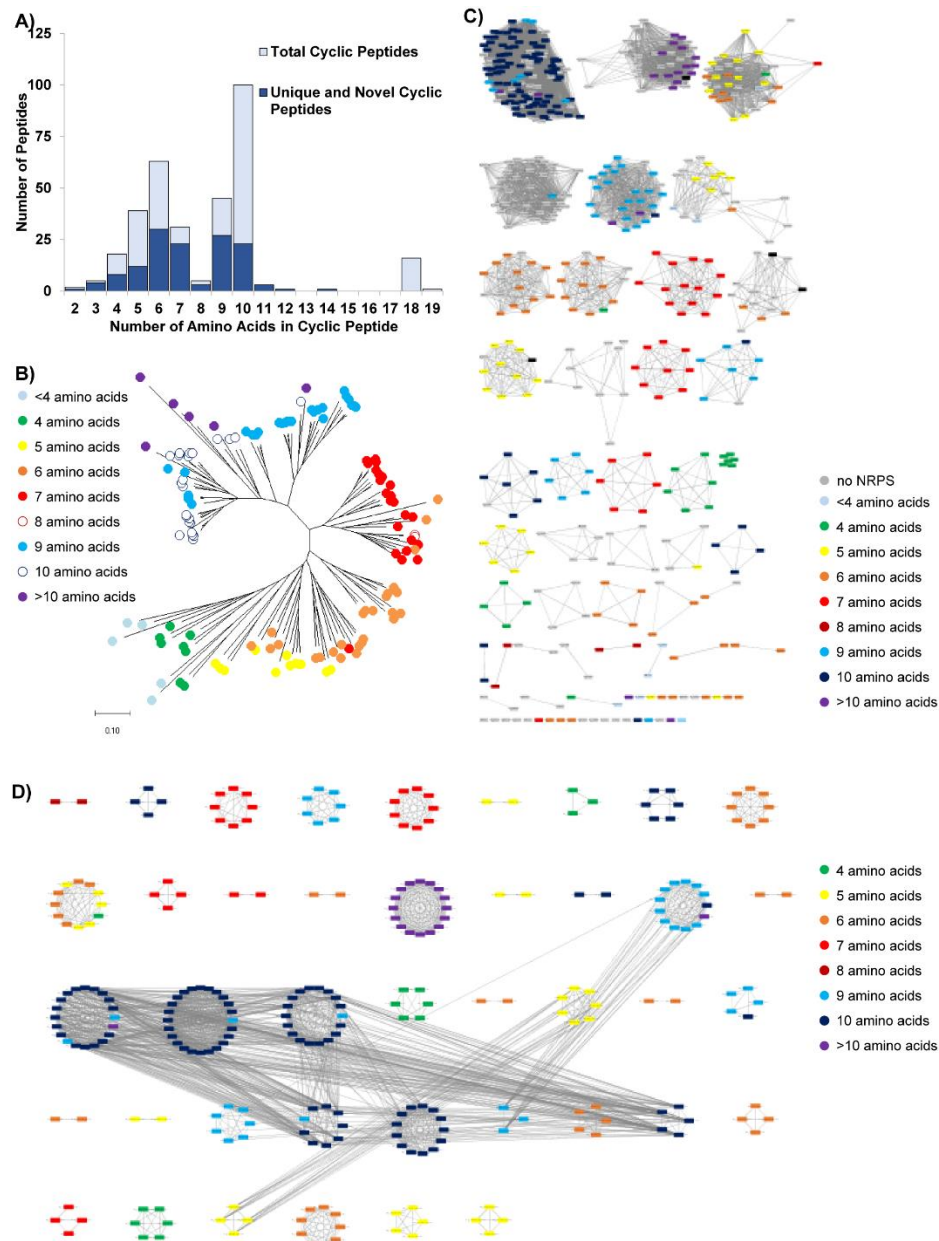 A)
125
100
75
50
25
0
Number of Peptides
Total Cyclic Peptides
Unique and Novel Cyclic
Peptides
2 3 4 5 6 7 8 9 10 11 12 14 15 16 17 18 19
Number of Amino Acids in Cyclic Peptide
B)
<4 amino acids
4 amino acids
5 amino acids
6 amino acids
7 amino acids
8 amino acids
9 amino acids
10 amino acids
>10 amino acids
0.10
C)
no NRPS
<4 amino acids
4 amino acids
5 amino acids
6 amino acids
7 amino acids
8 amino acids
9 amino acids
10 amino acids
>10 amino acids
D)
4 amino acids
5 amino acids
6 amino acids
7 amino acids
8 amino acids
9 amino acids
10 amino acids
>10 amino acids